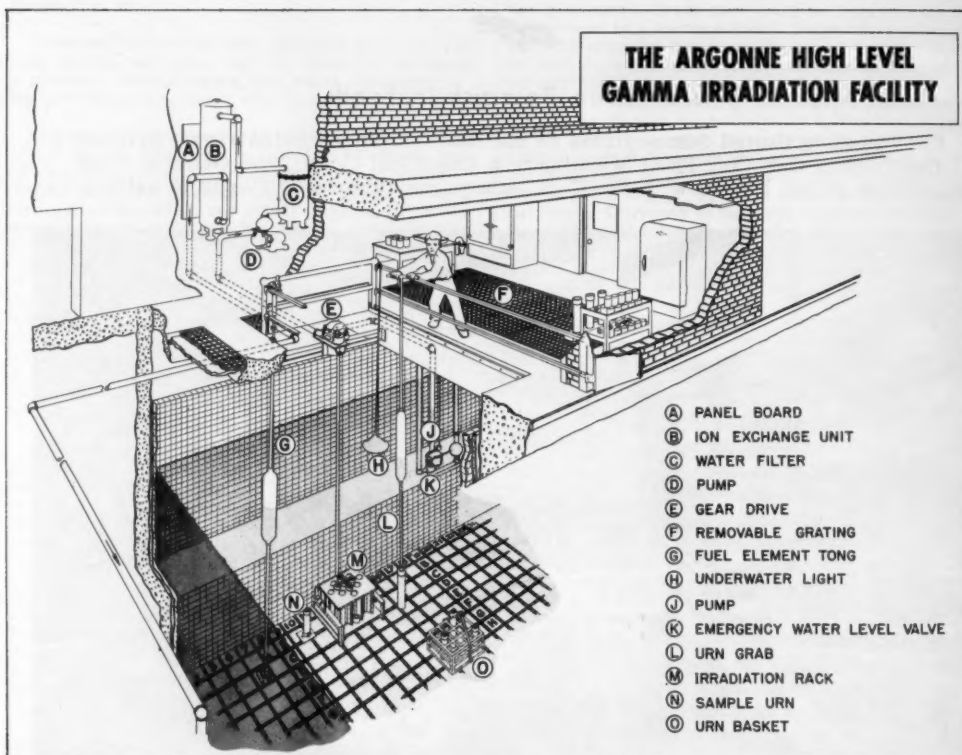 THE ARGONNE HIGH LEVEL
GAMMA IRRADIATION FACILITY
A B C D E F G H J K L M N O
A PANEL BOARD
B ION EXCHANGE UNIT
C WATER FILTER
D PUMP
E GEAR DRIVE
F REMOVABLE GRATING
G FUEL ELEMENT TONG
H UNDERWATER LIGHT
J PUMP
K EMERGENCY WATER LEVEL VALVE
L URN GRAB
M IRRADIATION RACK
N SAMPLE URN
O URN BASKET